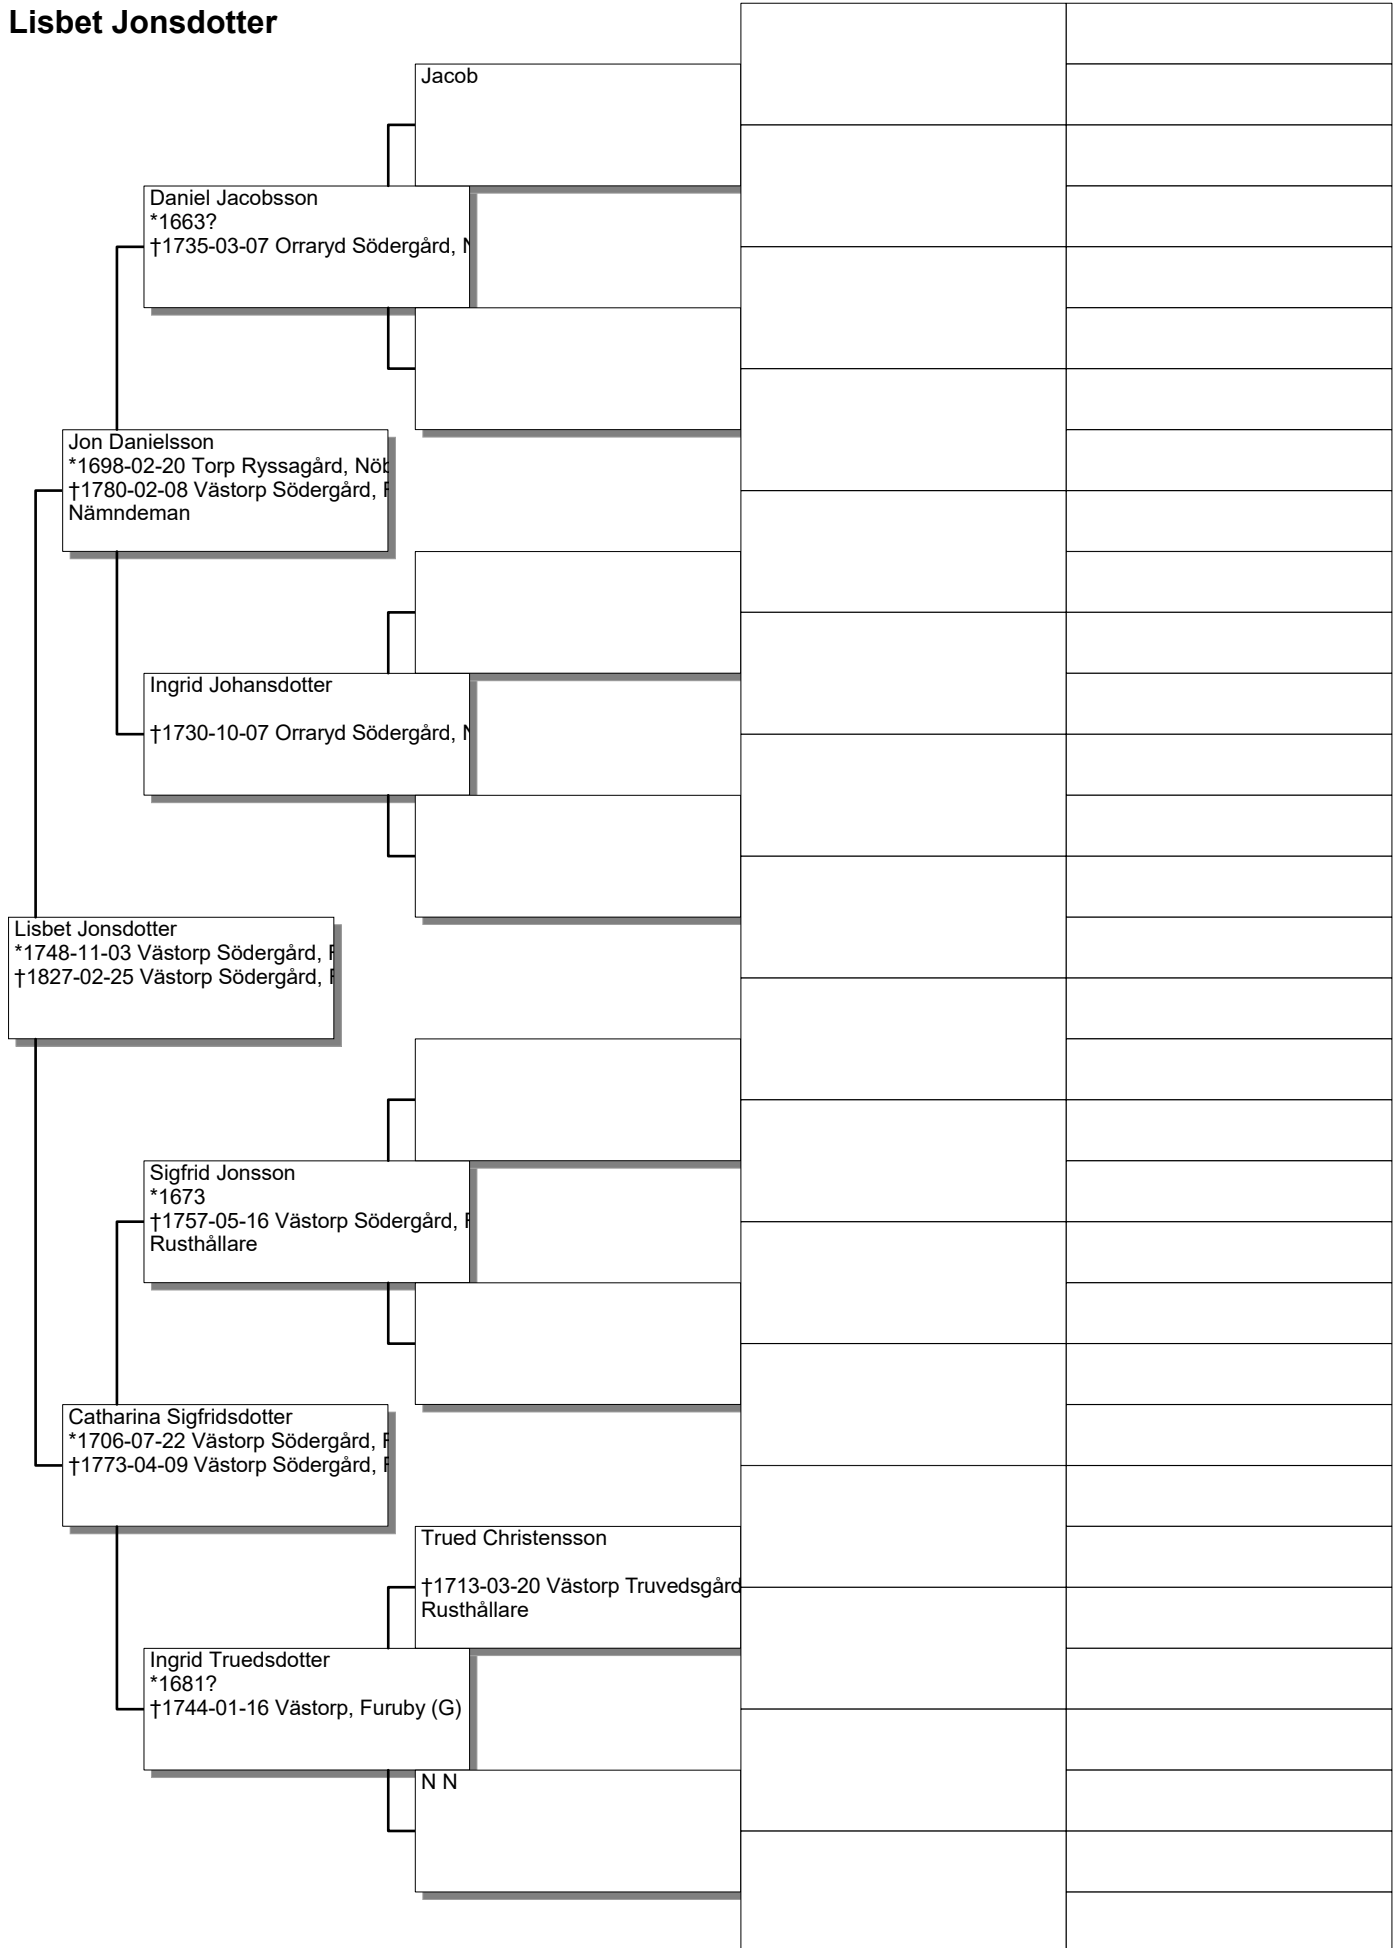 Lisbet Jonsdotter
Jacob
Daniel Jacobsson
*1663?
†1735-03-07 Orraryd Södergård,
Jon Danielsson
*1698-02-20 Torp Ryssagård, Nöb
†1780-02-08 Västorp Södergård,
Nämndeman
Ingrid Johansdotter
†1730-10-07 Orraryd Södergård,
Lisbet Jonsdotter
*1748-11-03 Västorp Södergård,
†1827-02-25 Västorp Södergård,
Sigfrid Jonsson
*1673
†1757-05-16 Västorp Södergård,
Rusthållare
Catharina Sigfridsdotter
*1706-07-22 Västorp Södergård,
†1773-04-09 Västorp Södergård,
Trued Christensson
†1713-03-20 Västorp Truvedsgård
Rusthållare
Ingrid Truedsdotter
*1681?
†1744-01-16 Västorp, Furuby (G)
N N